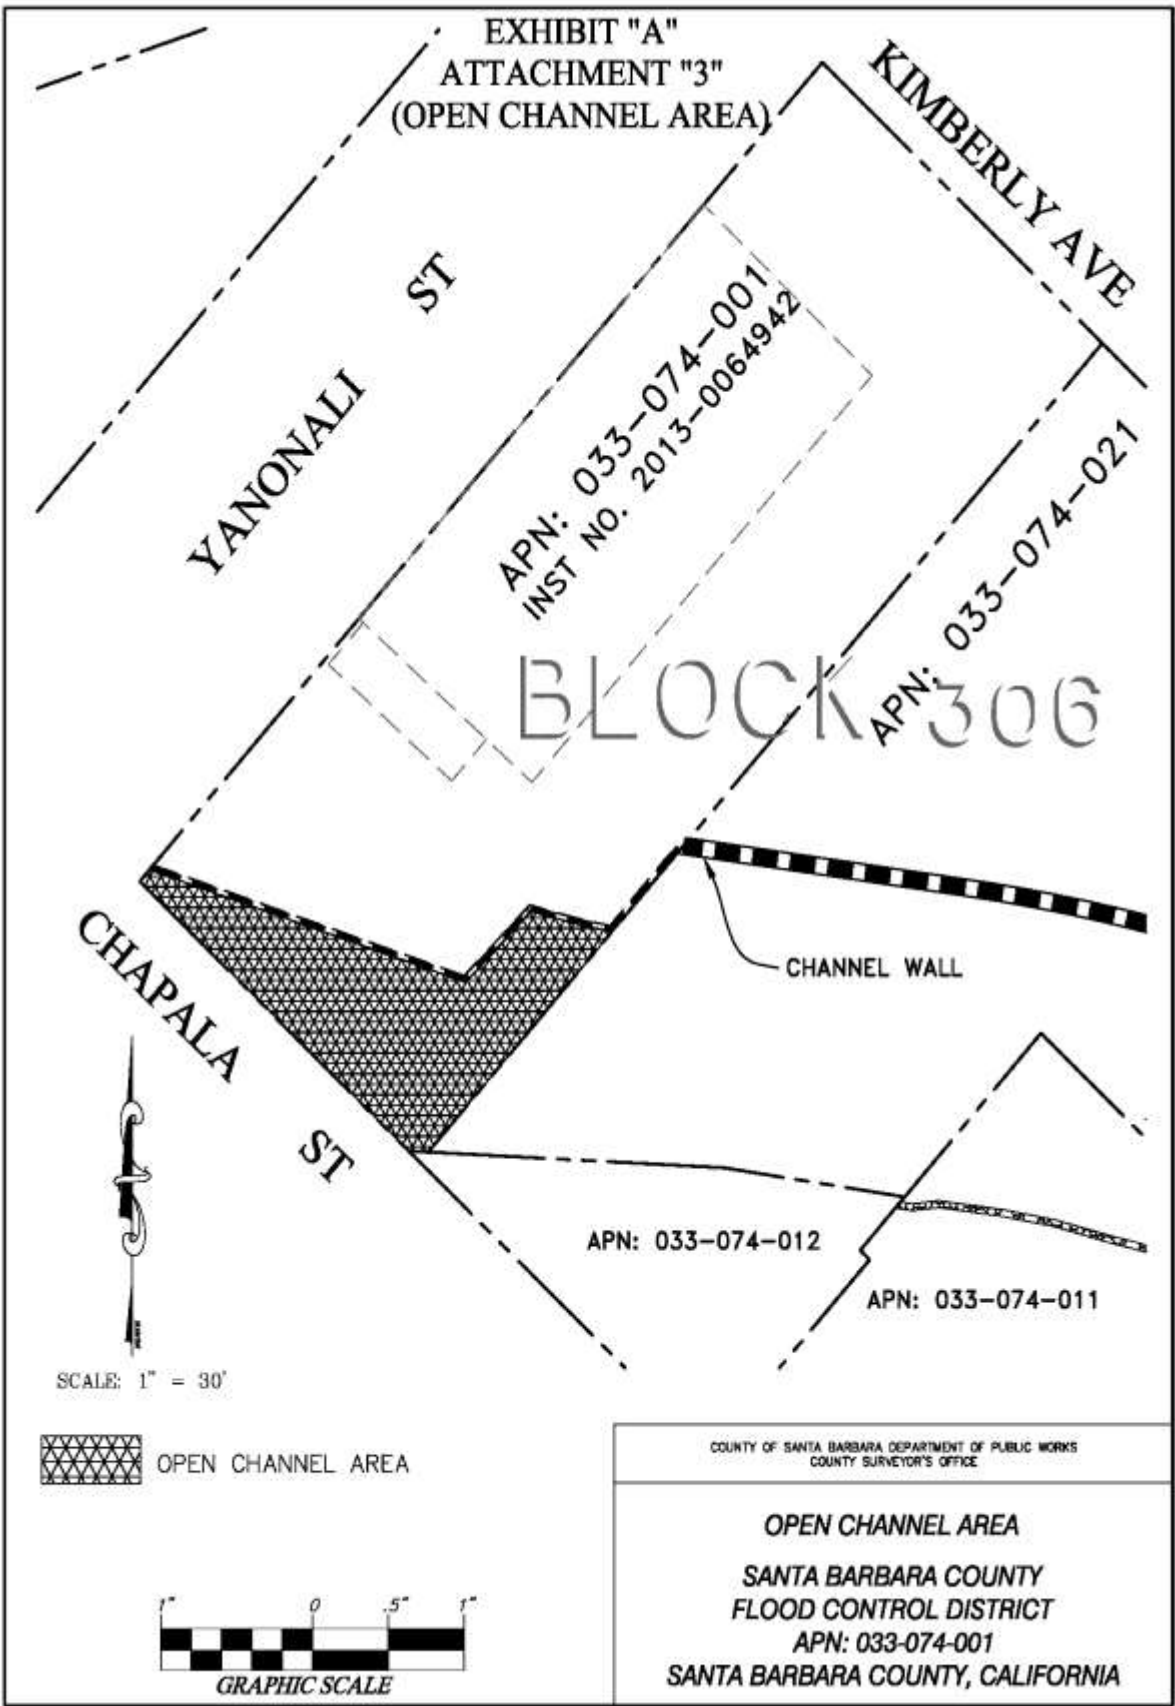 EXHIBIT "A"
ATTACHMENT "3"
(OPEN CHANNEL AREA)
KIMBERLY AVE
YANONALI ST
APN: 033-074-001
INST NO. 2013-0064942
APN: 033-074-021
BLOCK 306
CHANNEL WALL
CHAPALA ST
APN: 033-074-012
APN: 033-074-011
SCALE: 1" = 30'
OPEN CHANNEL AREA
1" 0 .5" 1"
GRAPHIC SCALE
COUNTY OF SANTA BARBARA DEPARTMENT OF PUBLIC WORKS
COUNTY SURVEYOR'S OFFICE
OPEN CHANNEL AREA
SANTA BARBARA COUNTY
FLOOD CONTROL DISTRICT
APN: 033-074-001
SANTA BARBARA COUNTY, CALIFORNIA